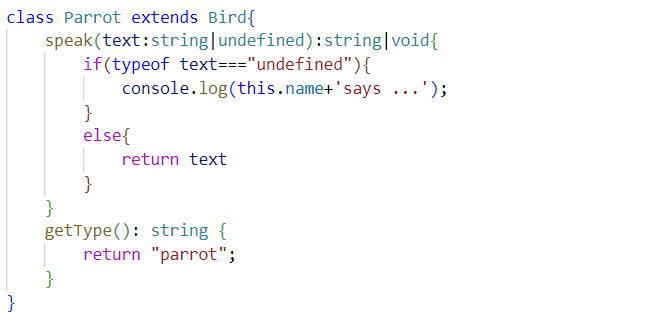 class Parrot extends Bird{
    speak(text:string|undefined):string|void{
        if(typeof text==="undefined"){
            console.log(this.name+'says ...');
        }
        else{
            return text
        }
    }
    getType(): string {
        return "parrot";
    }
}